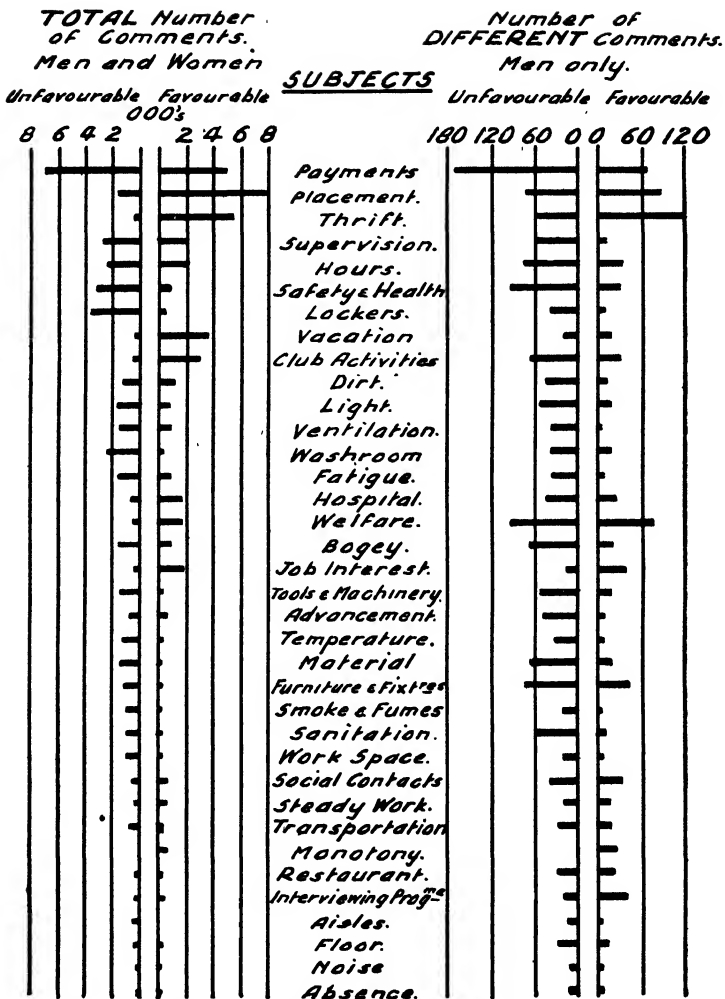 TOTAL Number
of Comments.
Men and Women
Number of
DIFFERENT Comments.
Men only.
SUBJECTS
Unfavourable Favourable
000's
Unfavourable Favourable
8 6 4 2 2 4 6 8
180 120 60 0 0 60 120
Payments
Placement.
Thrift.
Supervision.
Hours.
Safety & Health
Lockers.
Vacation
Club Activities
Dirt.
Light.
Ventilation.
Washroom
Fatigue.
Hospital.
Welfare.
Bogey.
Job Interest.
Tools & Machinery.
Advancement.
Temperature.
Material
Furniture & Fixtres
Smoke & Fumes
Sanitation.
Work Space.
Social Contacts
Steady Work.
Transportation
Monotony.
Restaurant.
Interviewing Progme
Aisles.
Floor.
Noise
Absence.